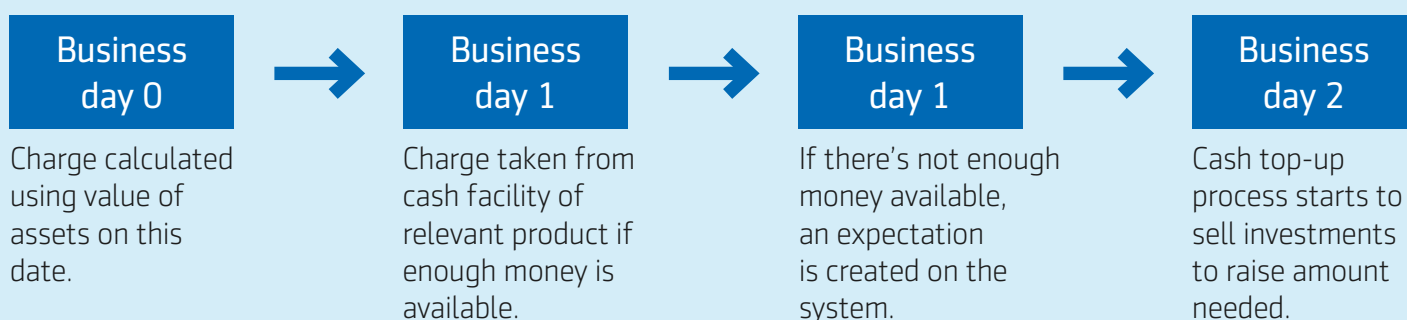 Business
day 0
Charge calculated
using value of
assets on this
date.
Business
day 1
Charge taken from
cash facility of
relevant product if
enough money is
available.
Business
day 1
If there's not enough
money available,
an expectation
is created on the
system.
Business
day 2
Cash top-up
process starts to
sell investments
to raise amount
needed.